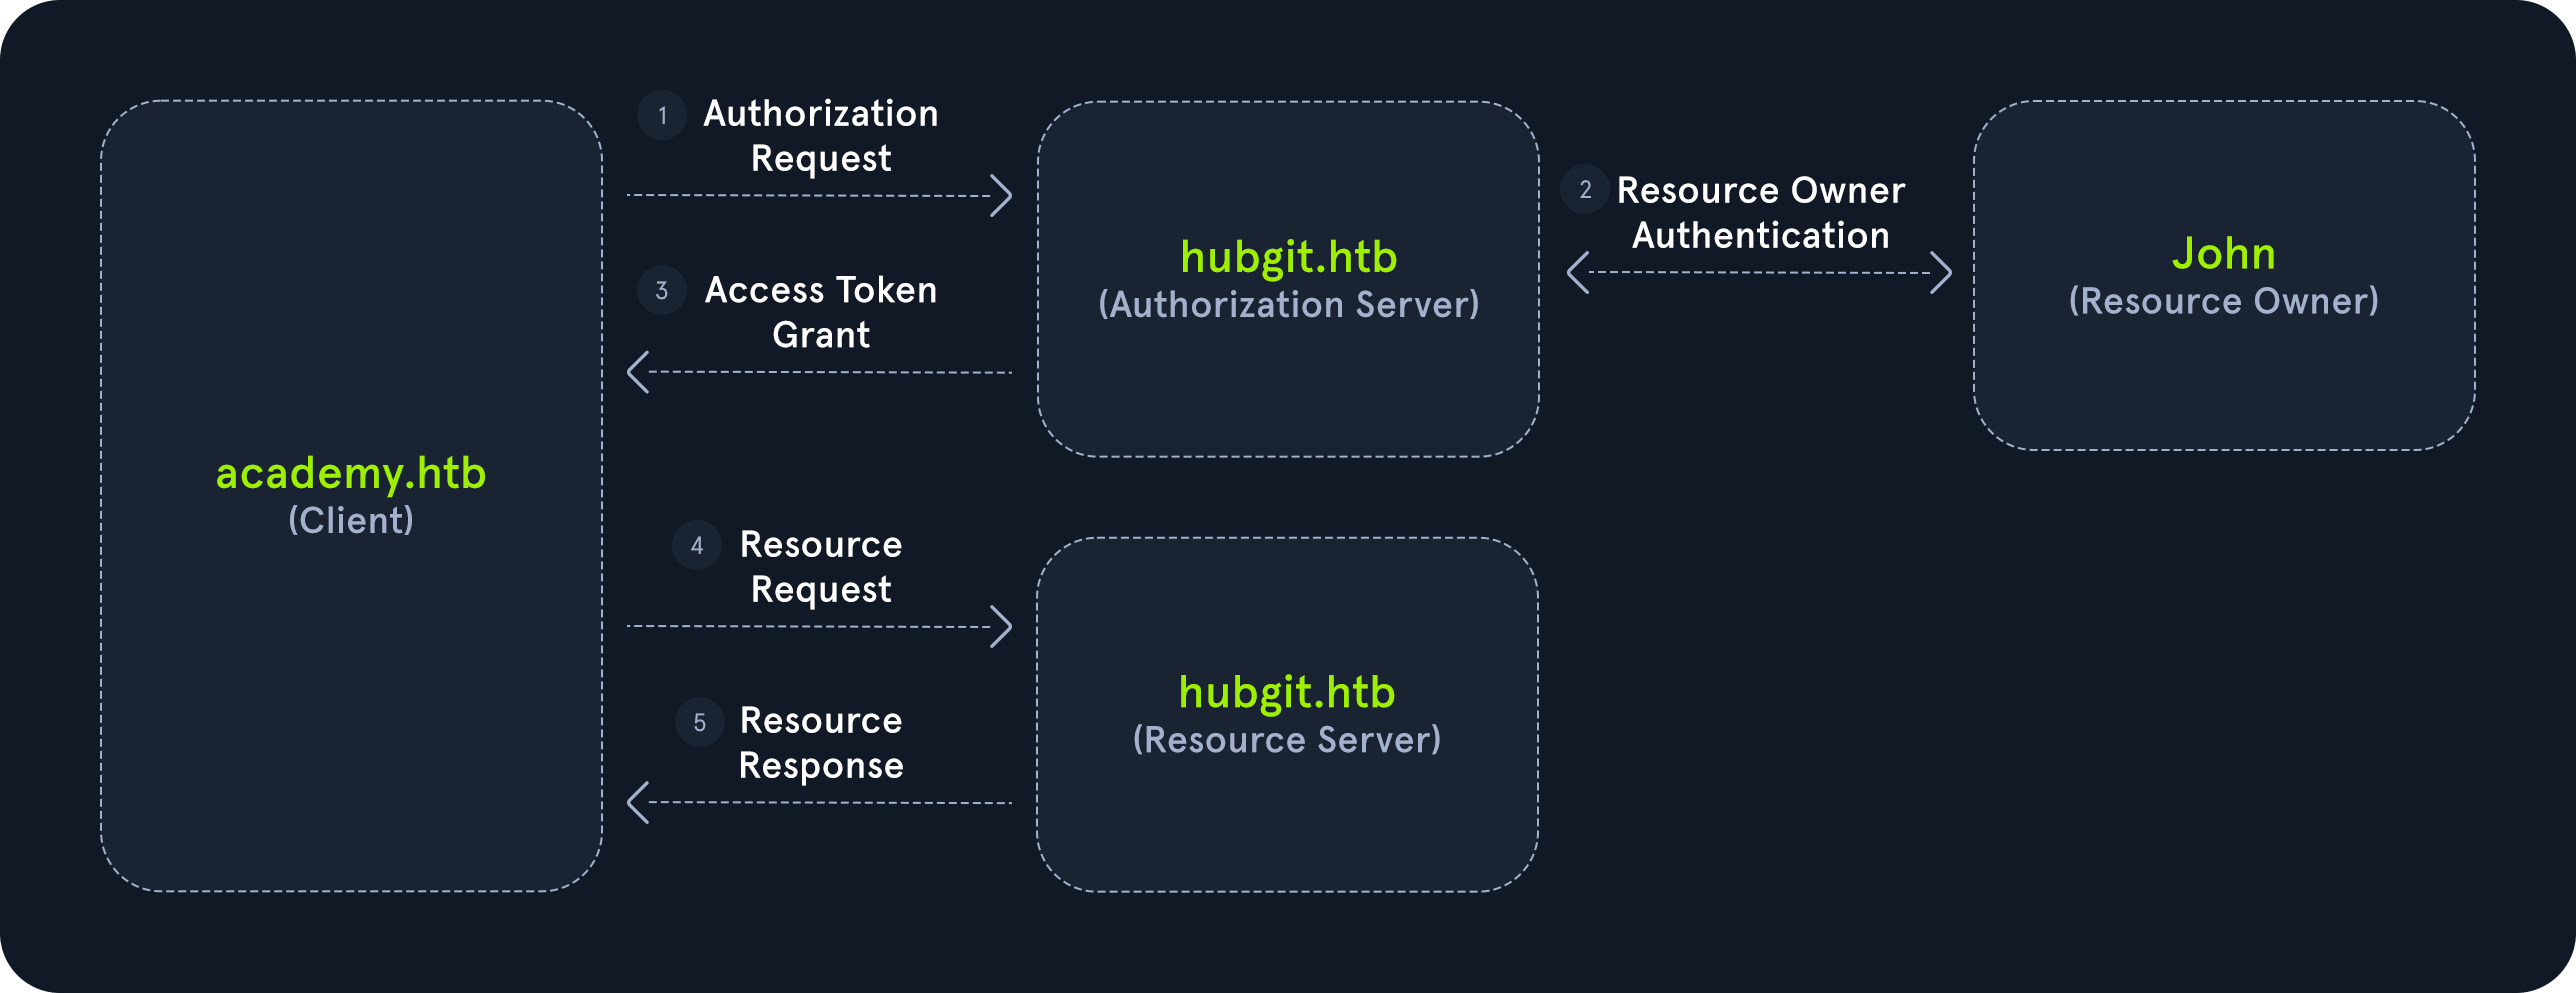 1
Authorization
Request
3
Access Token
Grant
academy.htb
(Client)
4
Resource
Request
5
Resource
Response
hubgit.htb
(Authorization Server)
2
Resource Owner
Authentication
John
(Resource Owner)
hubgit.htb
(Resource Server)